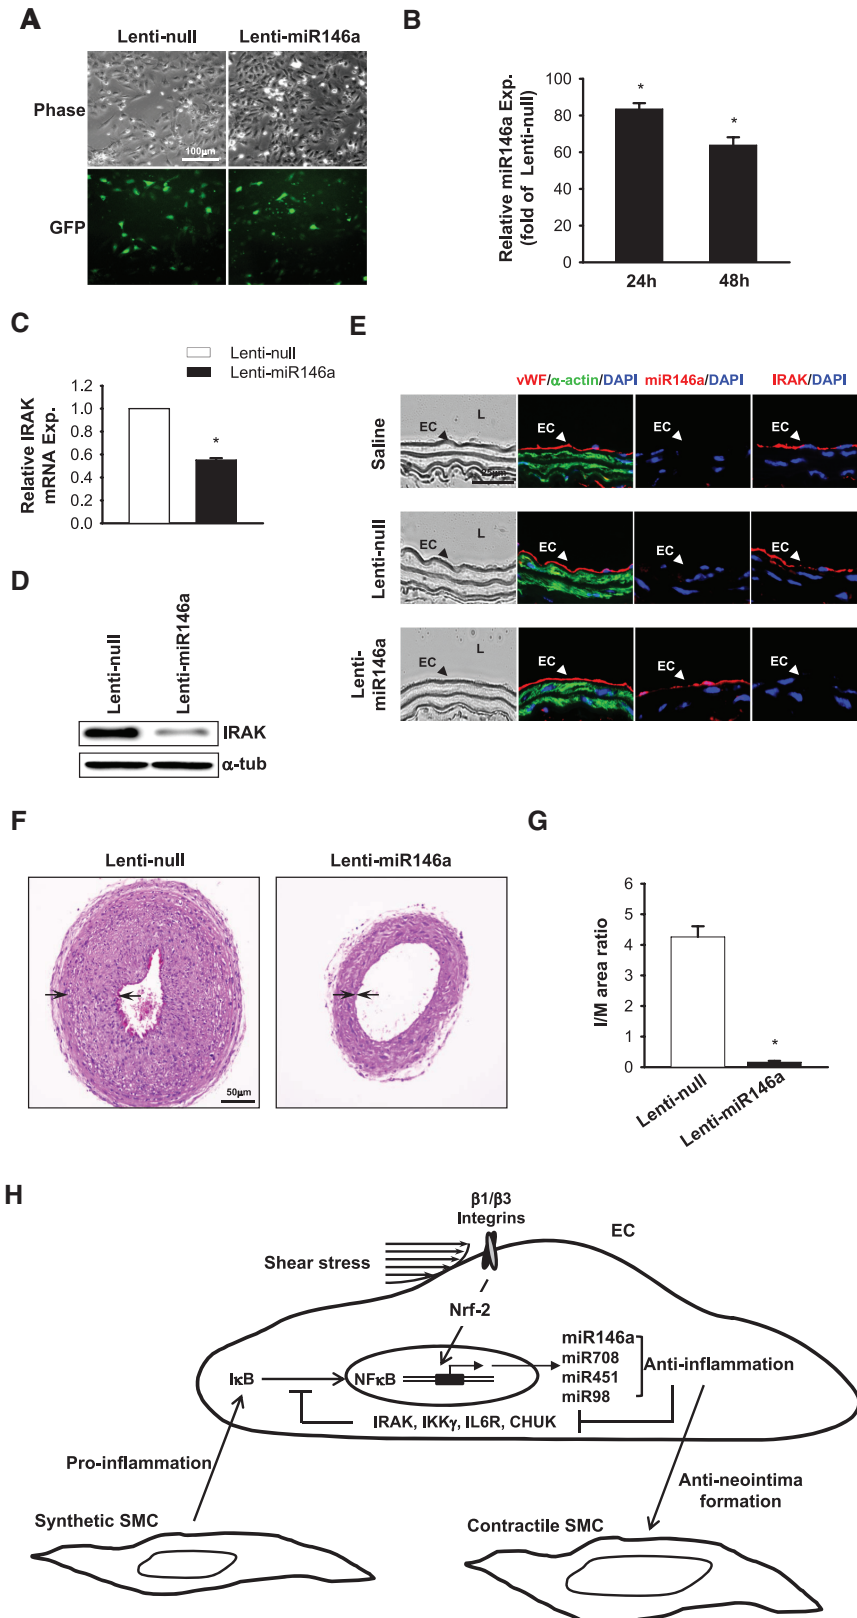 A
Lenti-null Lenti-miR146a
Phase
100μm
GFP
B
Relative miR146a Exp.
(fold of Lenti-null)
100
80
60
40
20
0
*
*
24h 48h
C
Lenti-null
Lenti-miR146a
Relative IRAK
mRNA Exp.
1.2
1.0
0.8
0.6
0.4
0.2
0.0
*
D
Lenti-null
Lenti-miR146a
IRAK
α-tub
E
vWF/α-actin/DAPI miR146a/DAPI IRAK/DAPI
Saline
EC L
EC
EC
EC
Lenti-null
EC L
EC
EC
EC
Lenti-
miR146a
EC L
EC
EC
EC
F
Lenti-null Lenti-miR146a
50μm
G
I/M area ratio
6
5
4
3
2
1
0
*
Lenti-null
Lenti-miR146a
H
β1/β3
Integrins
EC
Shear stress
Nrf-2
miR146a
miR708
miR451
miR98
Anti-inflammation
IκB
NFκB
IRAK, IKKγ, IL6R, CHUK
Pro-inflammation
Anti-neointima
formation
Synthetic SMC
Contractile SMC